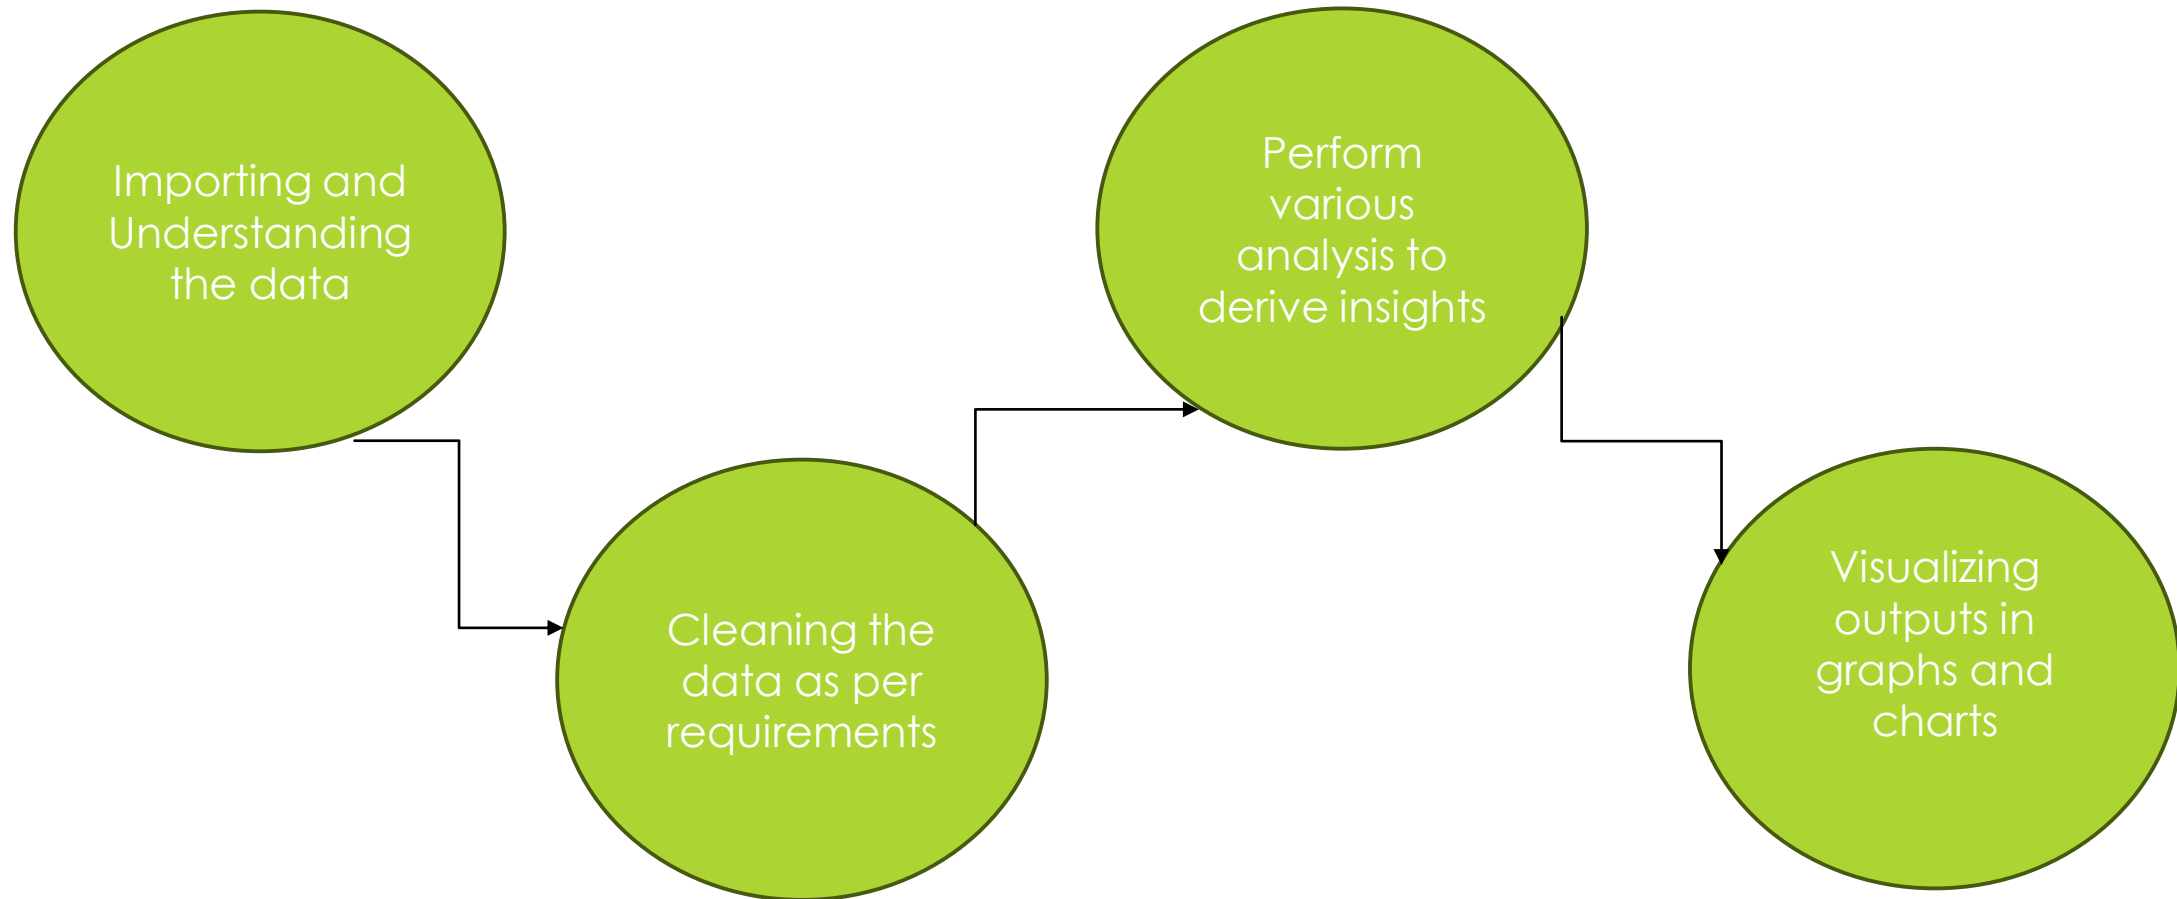 Importing and
Understanding
the data
Cleaning the
data as per
requirements
Perform
various
analysis to
derive insights
Visualizing
outputs in
graphs and
charts